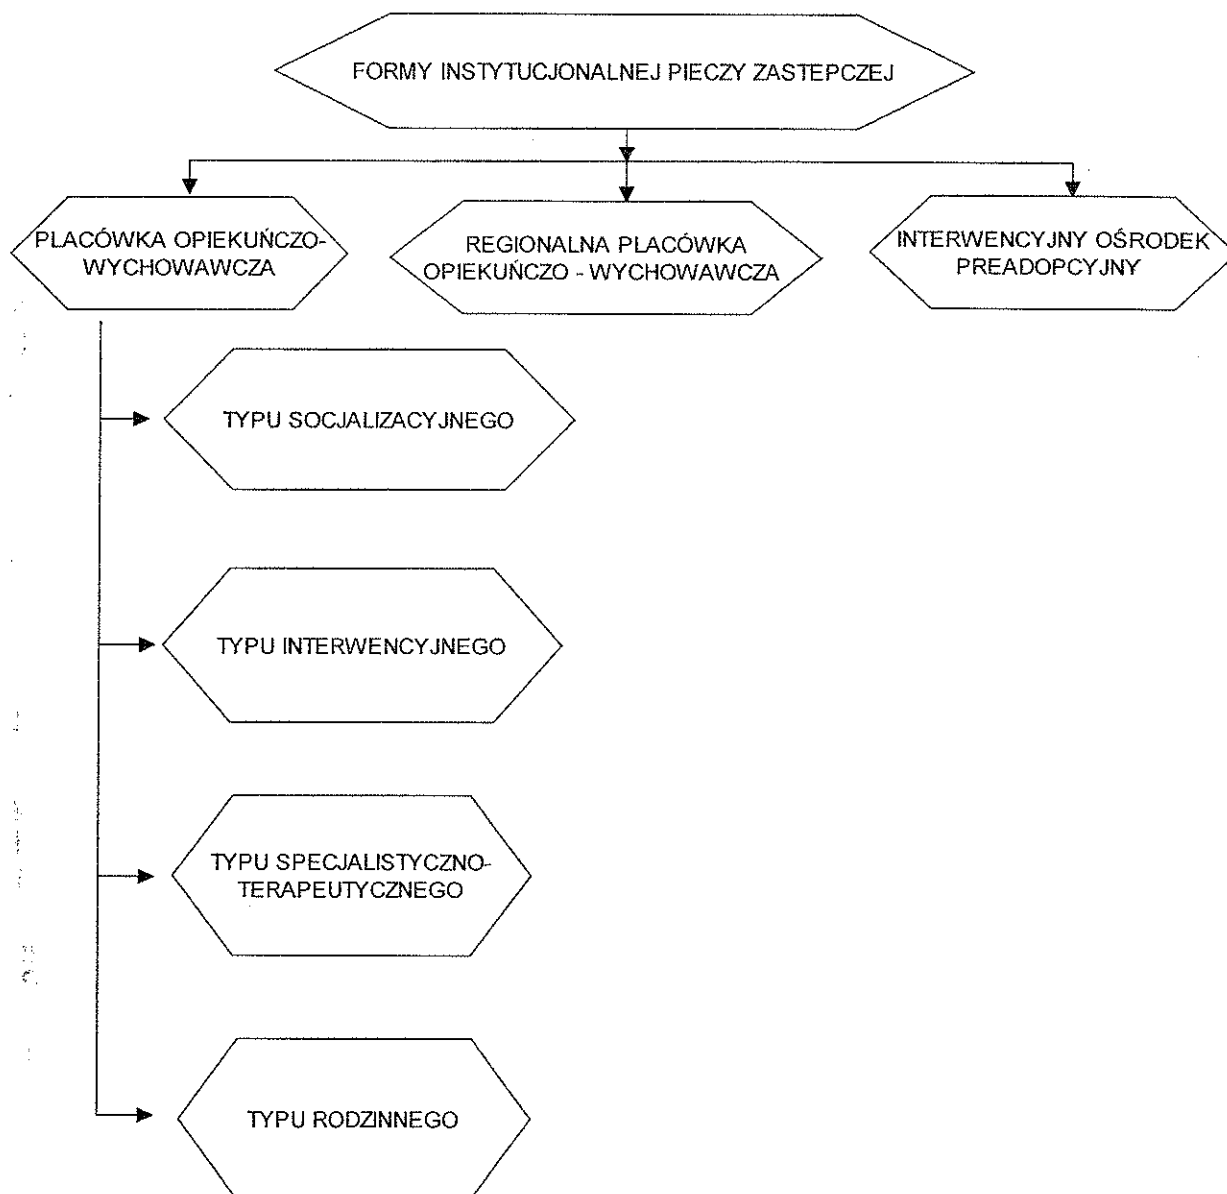 FORMY INSTYTUCJONALNEJ PIECZY ZASTEPCZEJ
PLACÓWKA OPIEKUŃCZO-
WYCHOWAWCZA
REGIONALNA PLACÓWKA
OPIEKUŃCZO - WYCHOWAWCZA
INTERWENCYJNY OŚRODEK
PREADOPCYJNY
TYPU SOCJALIZACYJNEGO
TYPU INTERWENCYJNEGO
TYPU SPECJALISTYCZNO-
TERAPEUTYCZNEGO
TYPU RODZINNEGO